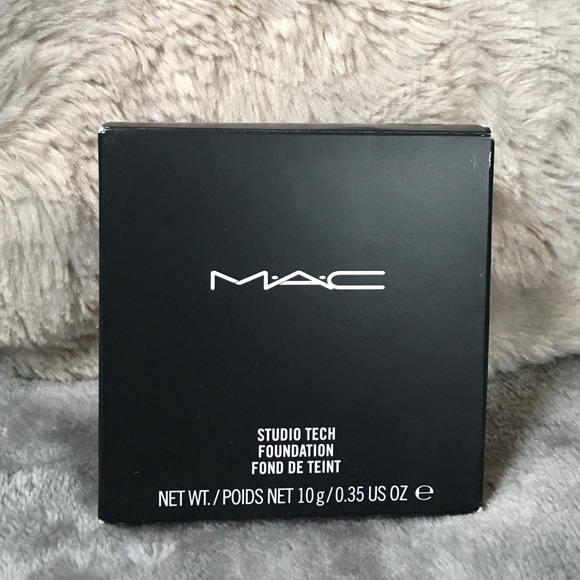 M·A·C
STUDIO TECH
FOUNDATION
FOND DE TEINT
NET WT./POIDS NET 10 g/0.35 US OZ ℮